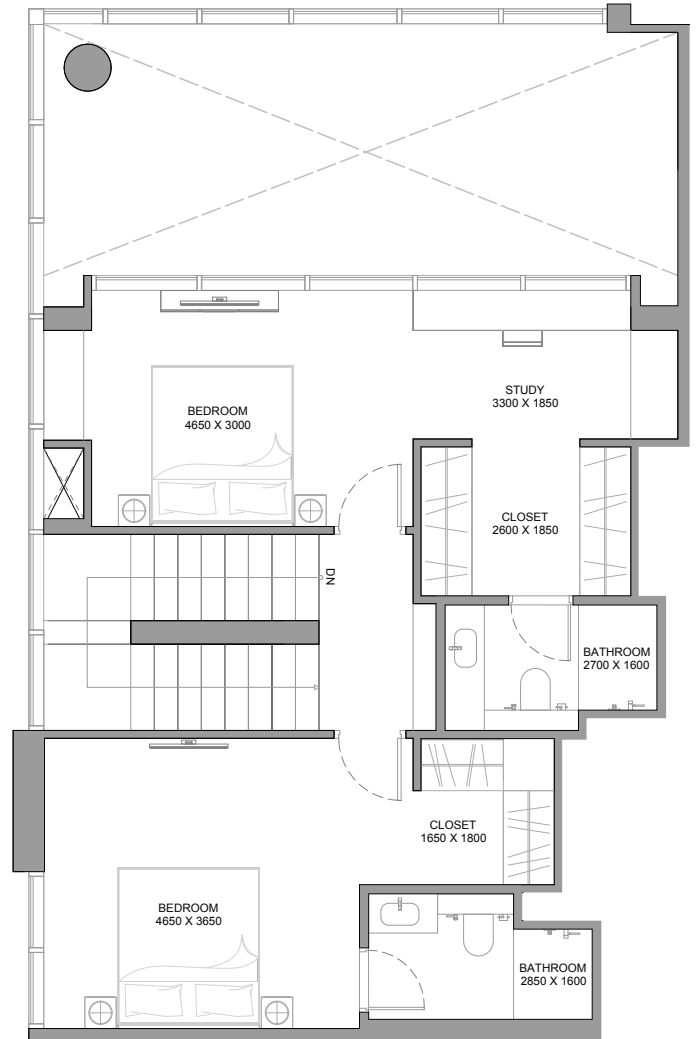 BEDROOM
4650 X 3000
STUDY
3300 X 1850
CLOSET
2600 X 1850
DN
BATHROOM
2700 X 1600
CLOSET
1650 X 1800
BEDROOM
4650 X 3650
BATHROOM
2850 X 1600